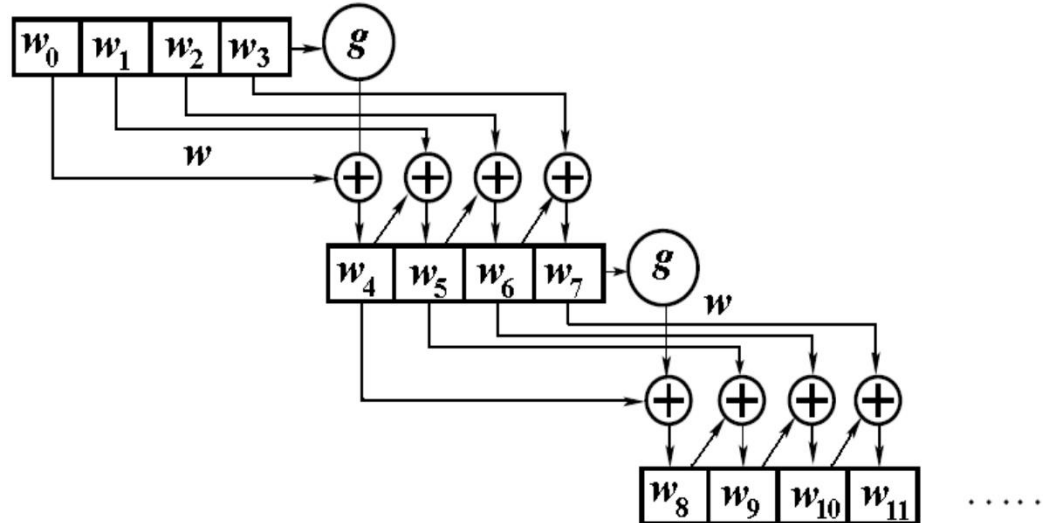 w₀ w₁ w₂ w₃ g
w
+ + + +
w₄ w₅ w₆ w₇ g
w
+ + + +
w₈ w₉ w₁₀ w₁₁ .....